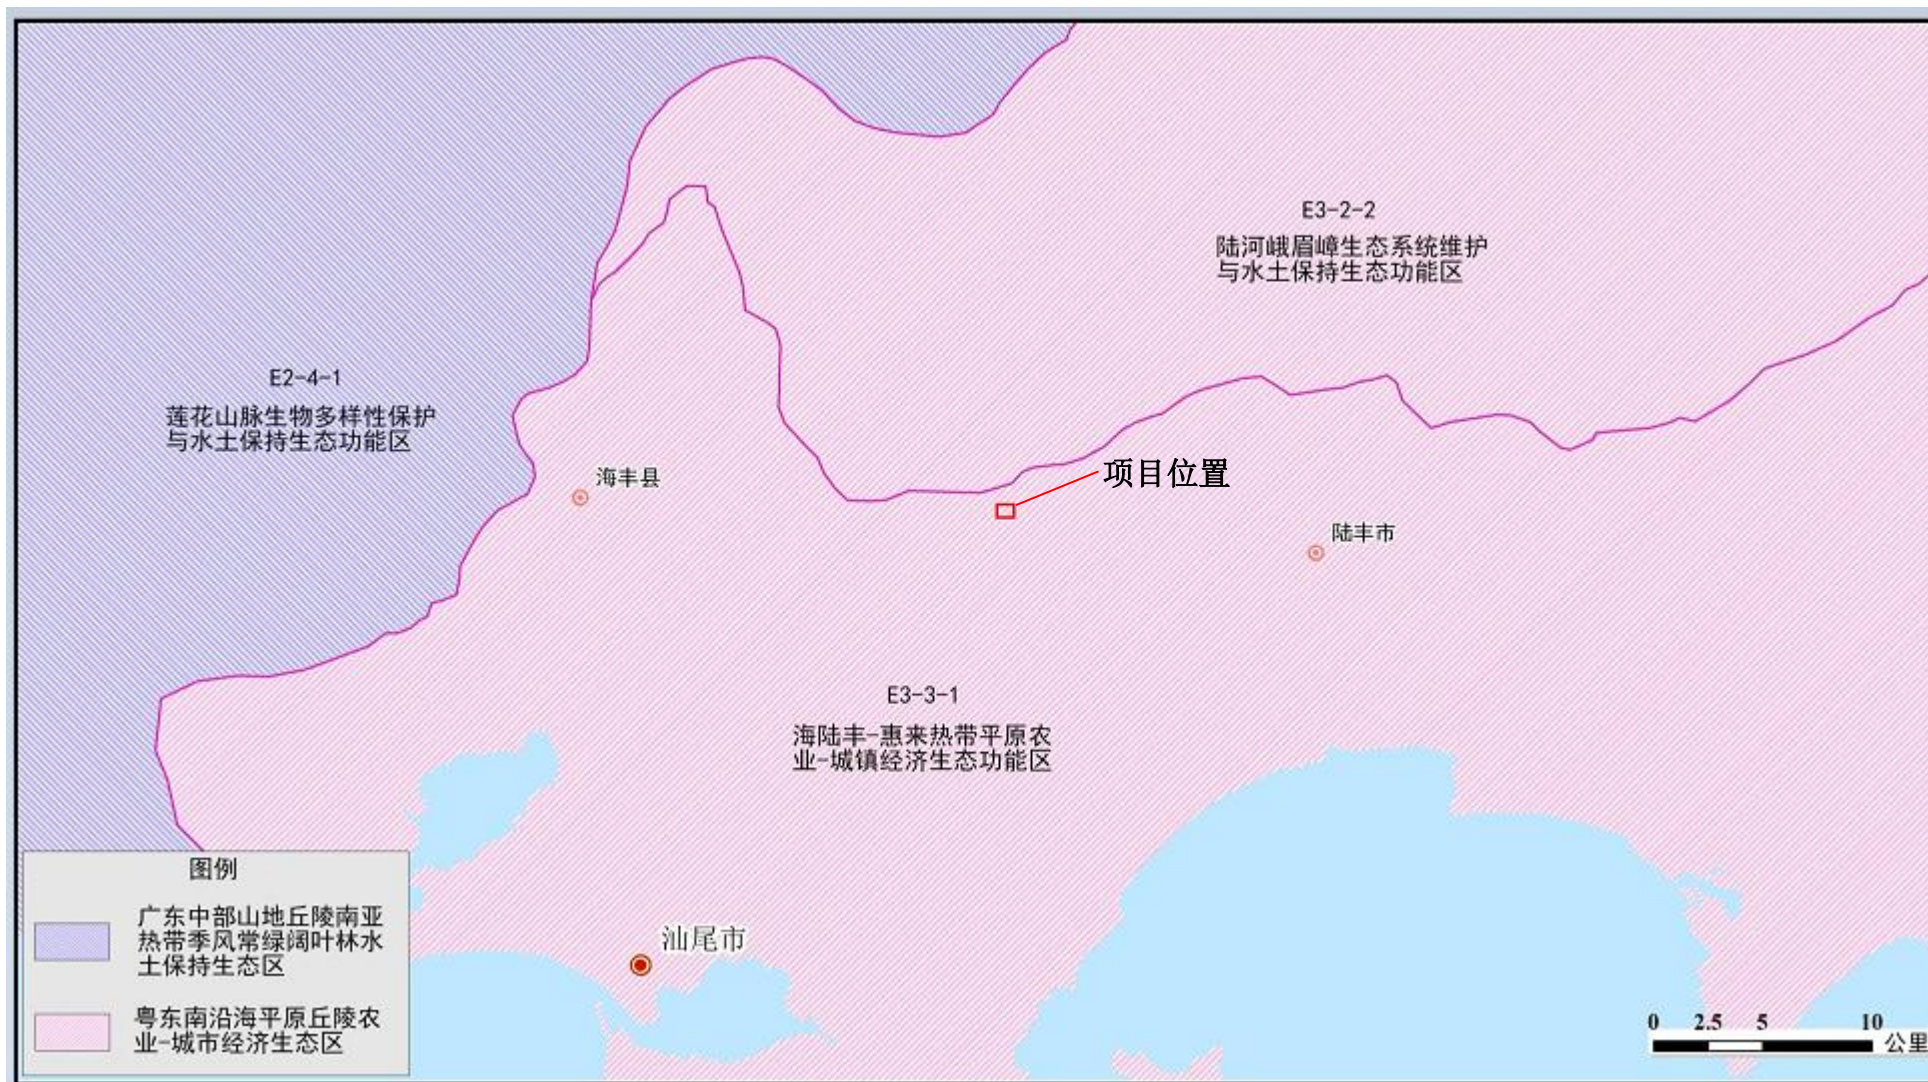 E3-2-2
陆河峨眉嶂生态系统维护
与水土保持生态功能区
E2-4-1
莲花山脉生物多样性保护
与水土保持生态功能区
海丰县
项目位置
陆丰市
E3-3-1
海陆丰-惠来热带平原农
业-城镇经济生态功能区
图例
广东中部山地丘陵南亚
热带季风常绿阔叶林水
土保持生态区
粤东南沿海平原丘陵农
业-城市经济生态区
汕尾市
0 2.5 5 10
公里